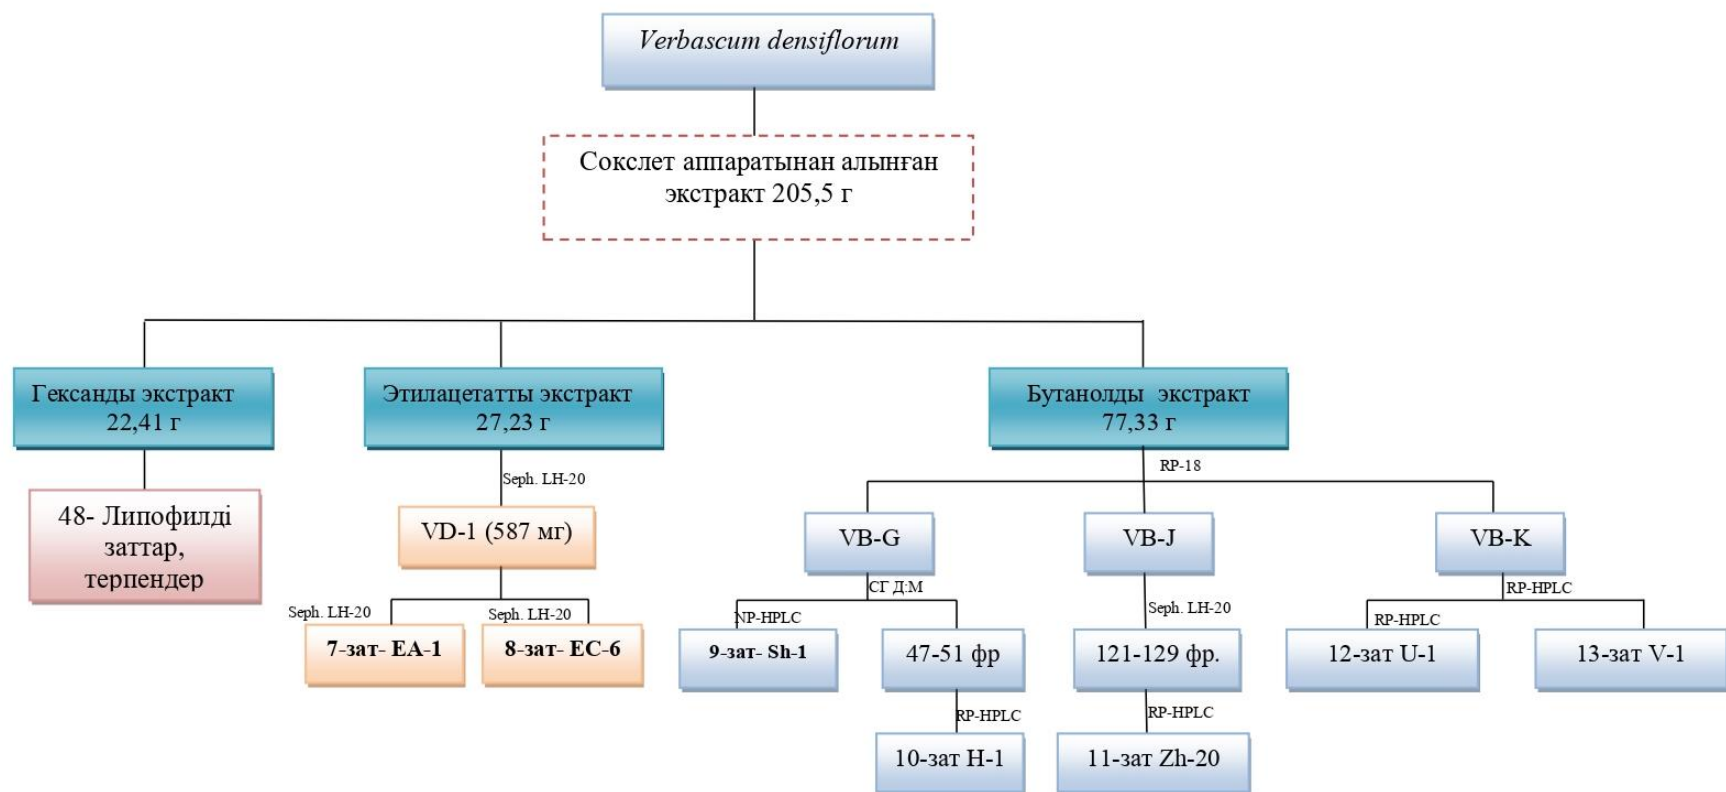 Verbascum densiflorum
Сокслет аппаратынан алынған
экстракт 205,5 г
Гександы экстракт
22,41 г
Этилацетатты экстракт
27,23 г
Бутанолды экстракт
77,33 г
Seph. LH-20
RP-18
48- Липофилді
заттар,
терпендер
VD-1 (587 мг)
VB-G
VB-J
VB-K
Seph. LH-20
Seph. LH-20
СГ Д:М
NP-HPLC
Seph. LH-20
RP-HPLC
RP-HPLC
7-зат- EA-1
8-зат- EC-6
9-зат- Sh-1
47-51 фр
121-129 фр.
12-зат U-1
13-зат V-1
RP-HPLC
RP-HPLC
10-зат H-1
11-зат Zh-20